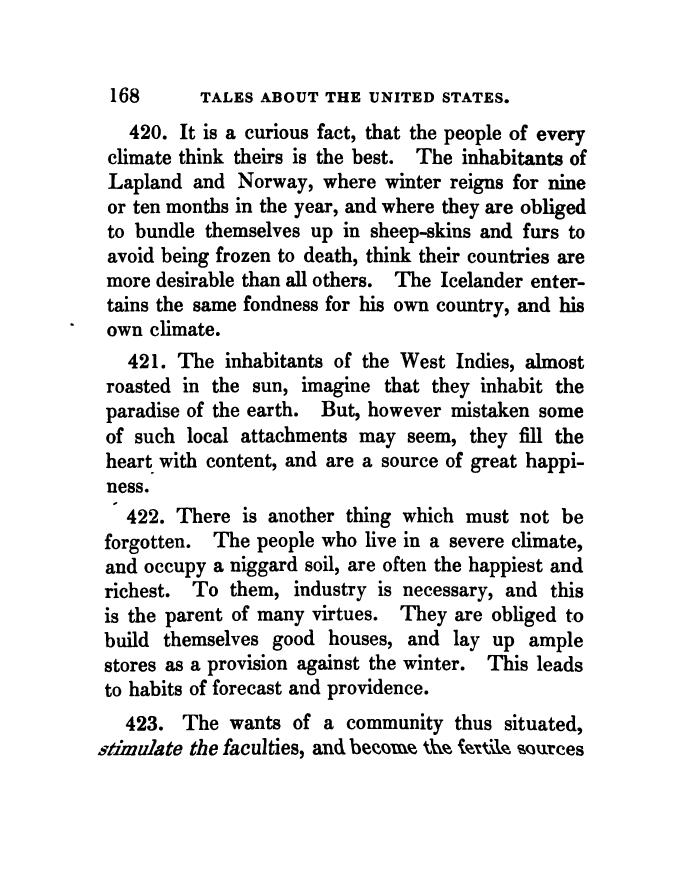 168 TALES ABOUT THE UNITED STATES.
420. It is a curious fact, that the people of every
climate think theirs is the best. The inhabitants of
Lapland and Norway, where winter reigns for nine
or ten months in the year, and where they are obliged
to bundle themselves up in sheep-skins and furs to
avoid being frozen to death, think their countries are
more desirable than all others. The Icelander enter-
tains the same fondness for his own country, and his
own climate.
421. The inhabitants of the West Indies, almost
roasted in the sun, imagine that they inhabit the
paradise of the earth. But, however mistaken some
of such local attachments may seem, they fill the
heart with content, and are a source of great happi-
ness.
422. There is another thing which must not be
forgotten. The people who live in a severe climate,
and occupy a niggard soil, are often the happiest and
richest. To them, industry is necessary, and this
is the parent of many virtues. They are obliged to
build themselves good houses, and lay up ample
stores as a provision against the winter. This leads
to habits of forecast and providence.
423. The wants of a community thus situated,
stimulate the faculties, and become the fertile sources